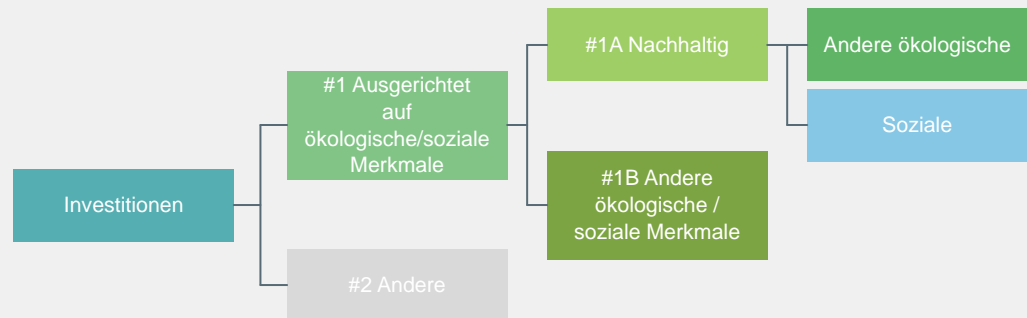 Investitionen
#1 Ausgerichtet
auf
ökologische/soziale
Merkmale
#2 Andere
#1A Nachhaltig
#1B Andere
ökologische /
soziale Merkmale
Andere ökologische
Soziale